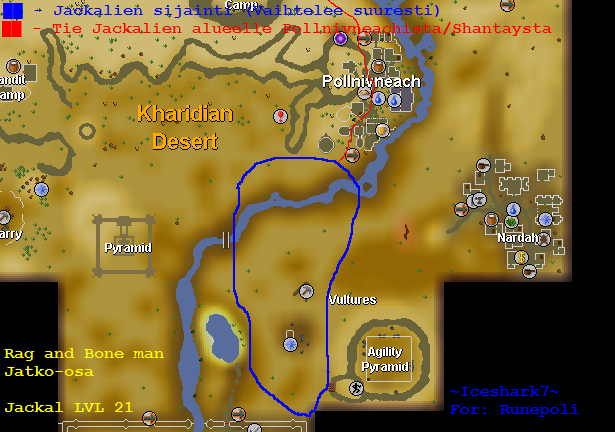 Camp
→ Jackalien sijainti (vaihtelee suuresti)
- Tie Jackalien alueelle Pollnivneachista/Shantaysta
andit
amp
Pollnivneach
Kharidian
Desert
arry
Pyramid
Nardah
Vultures
Agility
Pyramid
Rag and Bone man
Jatko-osa
Jackal LVL 21
~Iceshark7~
For: Runepoli